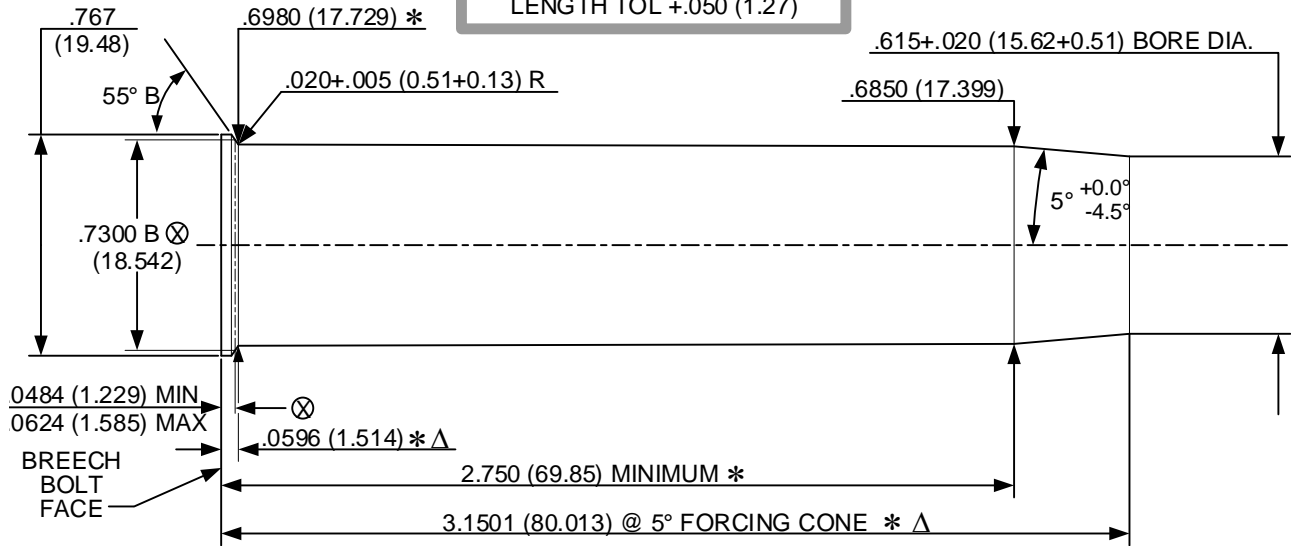 LENGTH TOL +.050 (1.27)
.767
(19.48)
.6980 (17.729) *
.615+.020 (15.62+0.51) BORE DIA.
55° B
.020+.005 (0.51+0.13) R
.6850 (17.399)
5° +0.0°
-4.5°
.7300 B ⊗
(18.542)
.0484 (1.229) MIN
.0624 (1.585) MAX
⊗
.0596 (1.514) * Δ
BREECH
BOLT
FACE
2.750 (69.85) MINIMUM *
3.1501 (80.013) @ 5° FORCING CONE * Δ